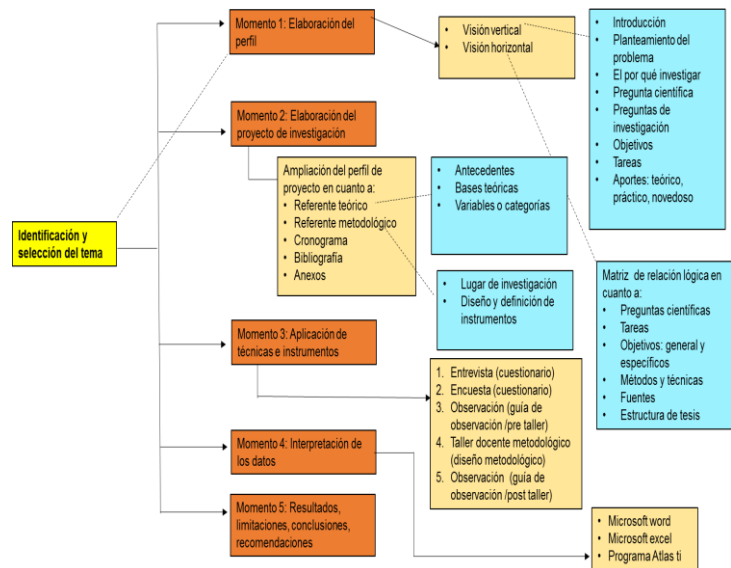 Identificación y
selección del tema
Momento 1: Elaboración del
perfil
• Visión vertical
• Visión horizontal
• Introducción
• Planteamiento del
problema
• El por qué investigar
• Pregunta científica
• Preguntas de
investigación
• Objetivos
• Tareas
• Aportes: teórico,
práctico, novedoso
Matriz de relación lógica en
cuanto a:
• Preguntas científicas
• Tareas
• Objetivos: general y
específicos
• Métodos y técnicas
• Fuentes
• Estructura de tesis
Momento 2: Elaboración del
proyecto de investigación
Ampliación del perfil de
proyecto en cuanto a:
• Referente teórico
• Referente metodológico
• Cronograma
• Bibliografía
• Anexos
• Antecedentes
• Bases teóricas
• Variables o categorías
• Lugar de investigación
• Diseño y definición de
instrumentos
Momento 3: Aplicación de
técnicas e instrumentos
1. Entrevista (cuestionario)
2. Encuesta (cuestionario)
3. Observación (guía de
observación /pre taller)
4. Taller docente metodológico
(diseño metodológico)
5. Observación (guía de
observación /post taller)
Momento 4: Interpretación de
los datos
• Microsoft word
• Microsoft excel
• Programa Atlas ti
Momento 5: Resultados,
limitaciones, conclusiones,
recomendaciones